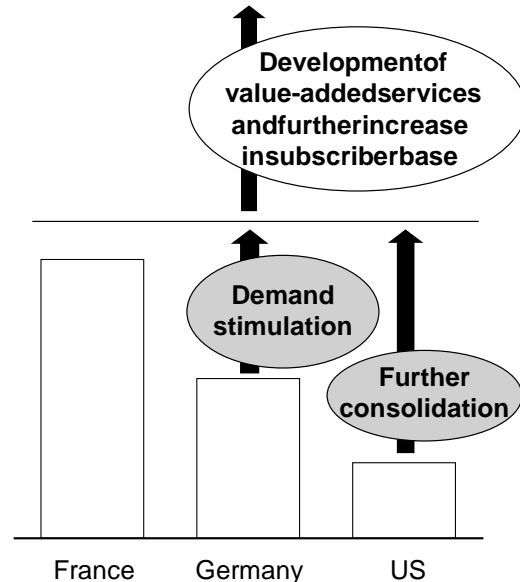 Developmentof
value-addedservices
andfurtherincrease
insubscriberbase
Demand
stimulation
Further
consolidation
France
Germany
US